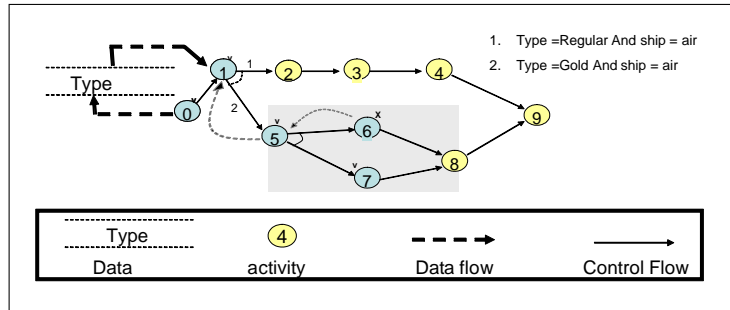 1. Type =Regular And ship = air
2. Type =Gold And ship = air
Type
v
1
1
2
3
4
v
0
2
v
5
x
6
v
7
8
9
Type
4
Data
activity
Data flow
Control Flow